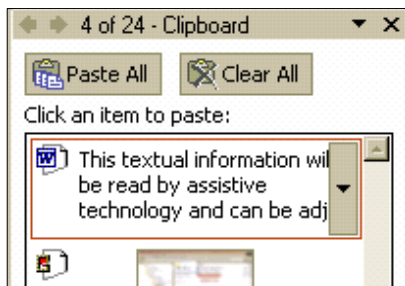 4 of 24 - Clipboard
Paste All Clear All
Click an item to paste:
This textual information wil
be read by assistive
technology and can be adj